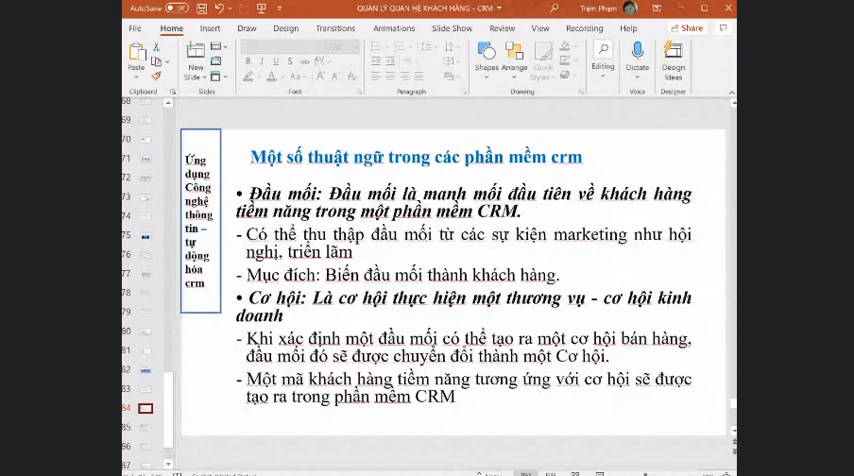 AutoSave Off
QUẢN LÝ QUAN HỆ KHÁCH HÀNG - CRM
Trâm Phạm
File Home Insert Draw Design Transitions Animations Slide Show Review View Recording Help Share
Paste New Slide Shapes Arrange Quick Styles Editing Dictate Design Ideas
Clipboard Slides Font Paragraph Drawing Voice Designer
68
69
70
71
72
73
74
75
76
77
78
79
80
81
82
83
84
85
86
87
Ứng
dụng
Công
nghệ
thông
tin –
tự
động
hóa
crm
Một số thuật ngữ trong các phần mềm crm
• Đầu mối: Đầu mối là manh mối đầu tiên về khách hàng
tiềm năng trong một phần mềm CRM.
- Có thể thu thập đầu mối từ các sự kiện marketing như hội
nghị, triển lãm
- Mục đích: Biến đầu mối thành khách hàng.
• Cơ hội: Là cơ hội thực hiện một thương vụ - cơ hội kinh
doanh
- Khi xác định một đầu mối có thể tạo ra một cơ hội bán hàng,
đầu mối đó sẽ được chuyển đổi thành một Cơ hội.
- Một mã khách hàng tiềm năng tương ứng với cơ hội sẽ được
tạo ra trong phần mềm CRM